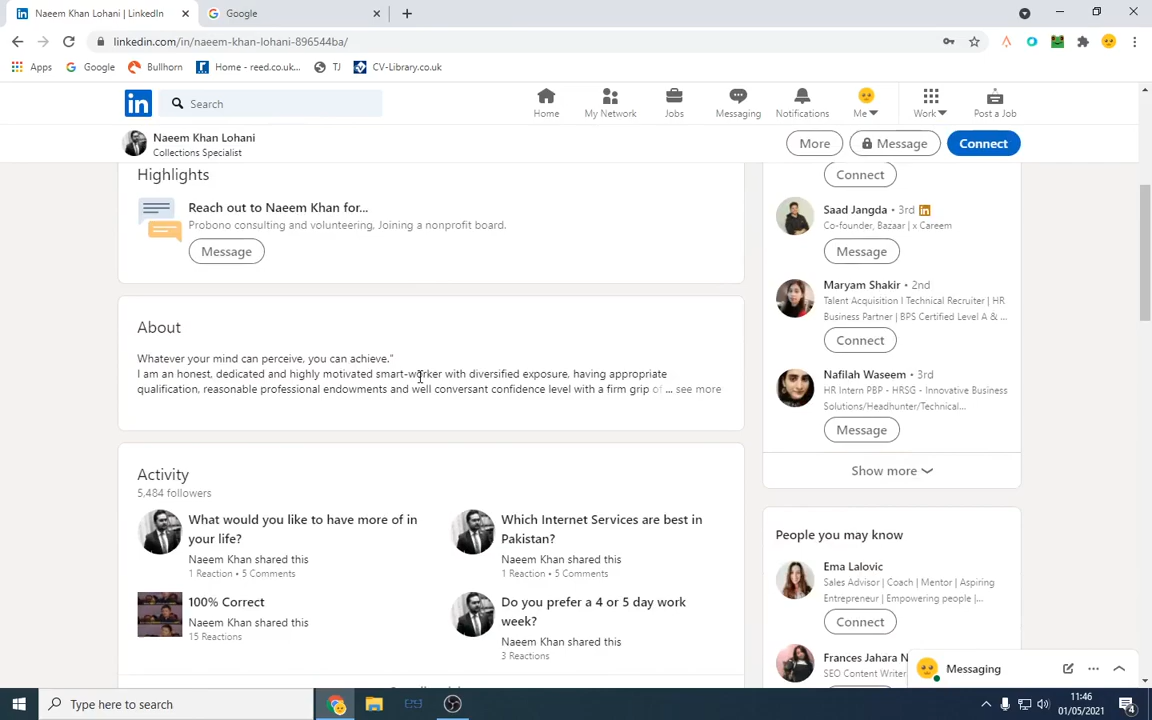 Naeem Khan Lohani | LinkedIn
Google
linkedin.com/in/naeem-khan-lohani-896544ba/
Apps Google Bullhorn Home - reed.co.uk... TJ CV-Library.co.uk
in Search Home My Network Jobs Messaging Notifications Me Work Post a Job
Naeem Khan Lohani
Collections Specialist
More Message Connect
Highlights
Reach out to Naeem Khan for...
Probono consulting and volunteering, Joining a nonprofit board.
Message
About
Whatever your mind can perceive, you can achieve."
I am an honest, dedicated and highly motivated smart-worker with diversified exposure, having appropriate
qualification, reasonable professional endowments and well conversant confidence level with a firm grip of ... see more
Activity
5,484 followers
What would you like to have more of in
your life?
Naeem Khan shared this
1 Reaction • 5 Comments
Which Internet Services are best in
Pakistan?
Naeem Khan shared this
1 Reaction • 5 Comments
100% Correct
Naeem Khan shared this
15 Reactions
Do you prefer a 4 or 5 day work
week?
Naeem Khan shared this
3 Reactions
Connect
Saad Jangda • 3rd in
Co-founder, Bazaar | x Careem
Message
Maryam Shakir • 2nd
Talent Acquisition I Technical Recruiter | HR
Business Partner | BPS Certified Level A & ...
Connect
Nafilah Waseem • 3rd
HR Intern PBP - HRSG - Innovative Business
Solutions/Headhunter/Technical...
Message
Show more
People you may know
Ema Lalovic
Sales Advisor | Coach | Mentor | Aspiring
Entrepreneur | Empowering people |...
Connect
Frances Jahara N
SEO Content Writer
Messaging
Type here to search
11:46
01/05/2021
4